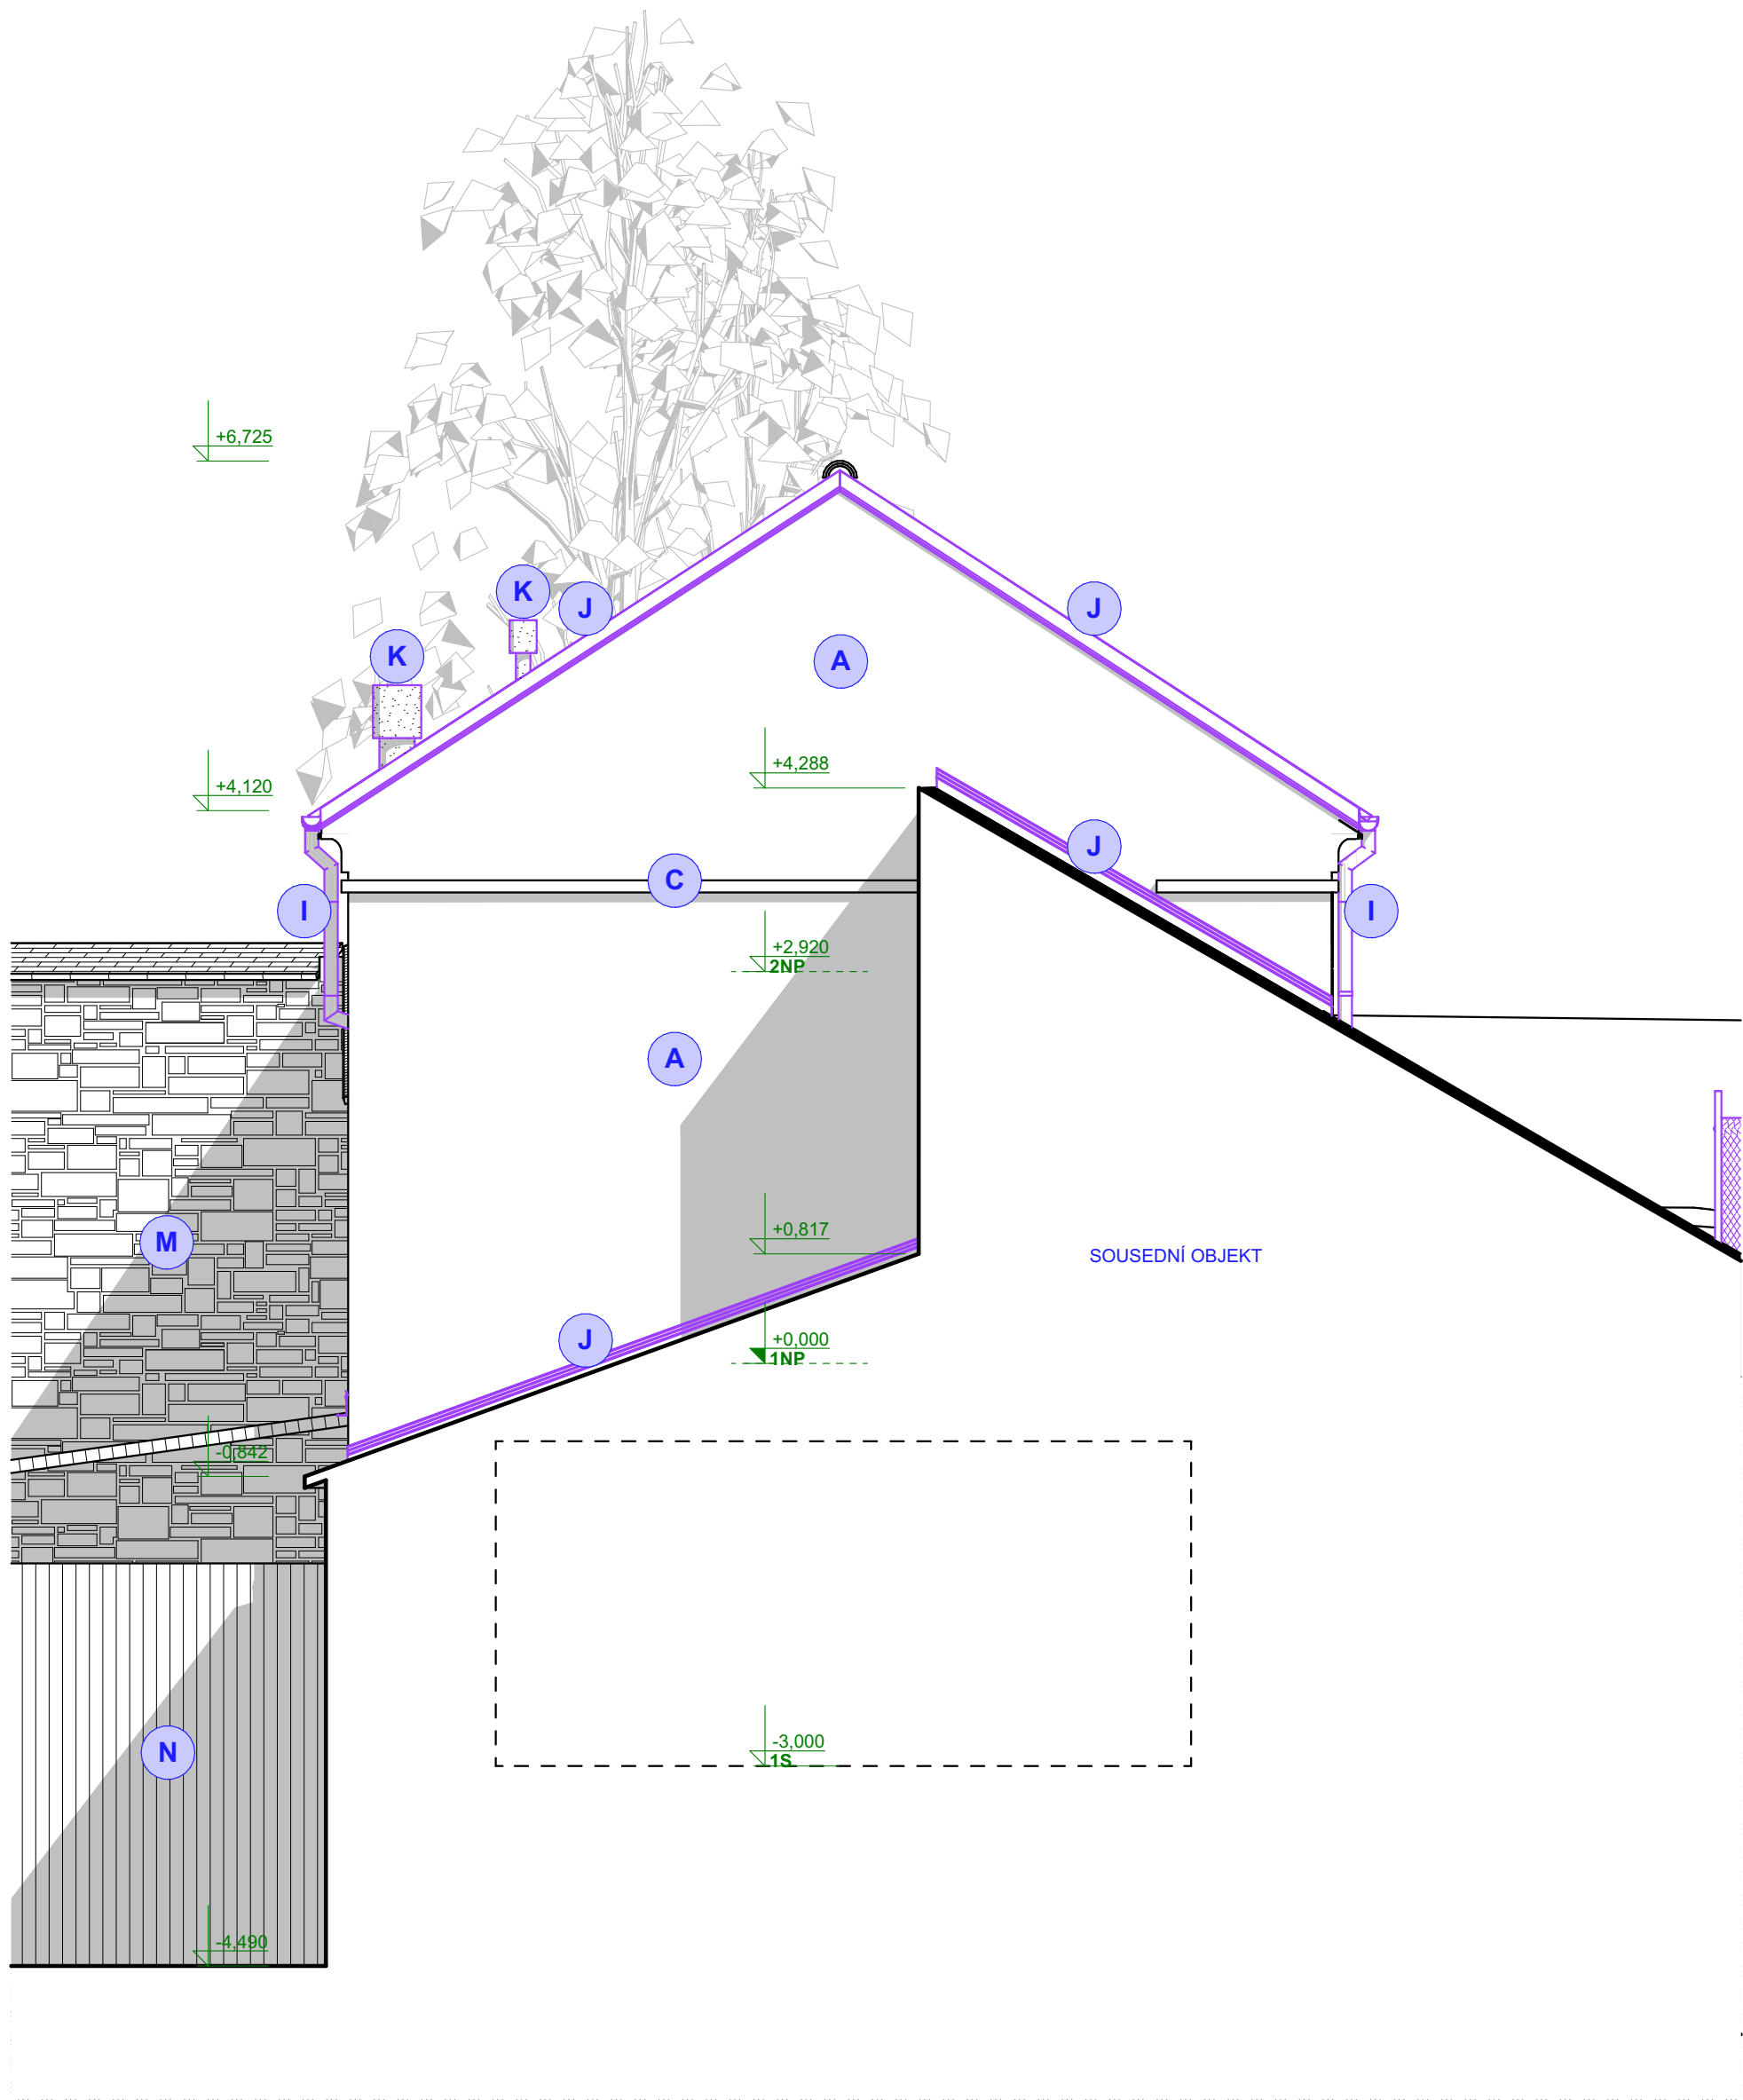 +6,725
K
J
J
K
A
+4,288
+4,120
J
C
I
I
+2,920
2NP
A
+0,817
M
SOUSEDNÍ OBJEKT
J
+0,000
1NP
-0,842
-3,000
1S
N
-4,490